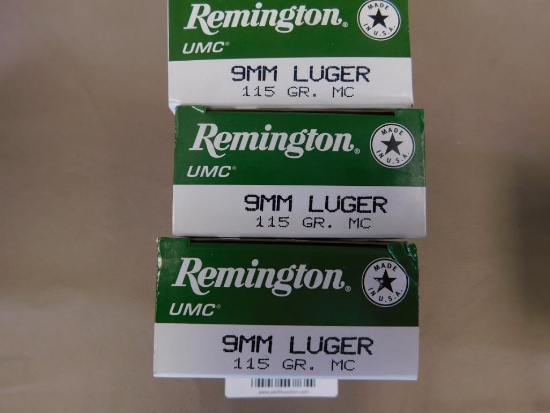 Remington®
UMC®
MADE IN U.S.A.
9MM LUGER
115 GR. MC
Remington®
UMC®
MADE IN U.S.A.
9MM LUGER
115 GR. MC
Remington®
UMC®
MADE IN U.S.A.
9MM LUGER
115 GR. MC